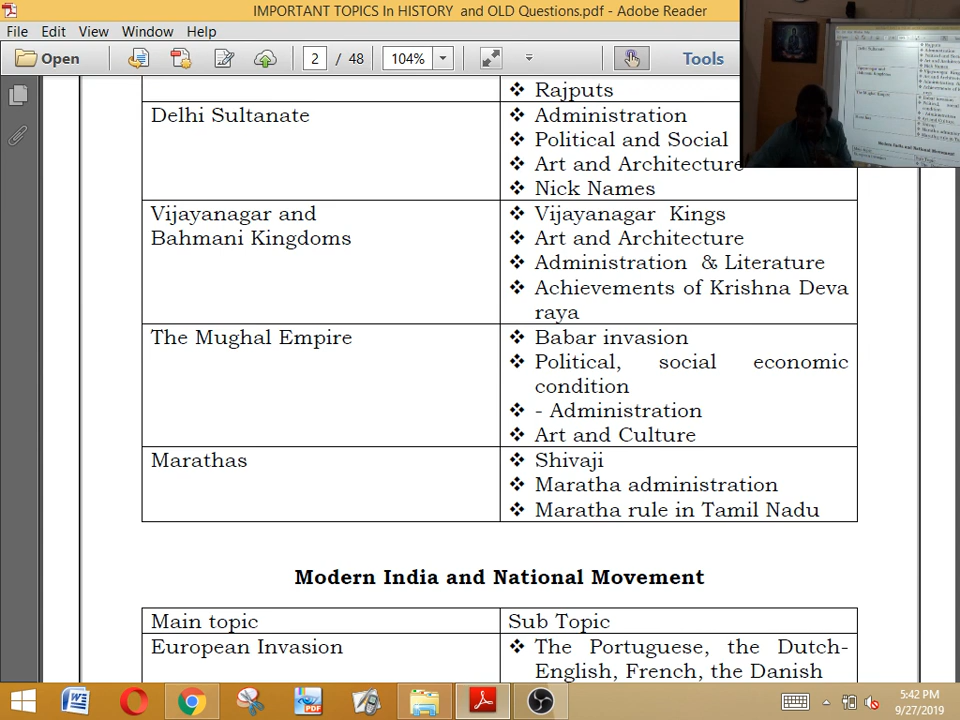 IMPORTANT TOPICS In HISTORY and OLD Questions.pdf - Adobe Reader
File Edit View Window Help
Open 2 / 48 104% Tools
❖ Rajputs
Delhi Sultanate ❖ Administration
❖ Political and Social
❖ Art and Architecture
❖ Nick Names
Vijayanagar and ❖ Vijayanagar Kings
Bahmani Kingdoms ❖ Art and Architecture
❖ Administration & Literature
❖ Achievements of Krishna Deva
raya
The Mughal Empire ❖ Babar invasion
❖ Political, social economic
condition
❖ - Administration
❖ Art and Culture
Marathas ❖ Shivaji
❖ Maratha administration
❖ Maratha rule in Tamil Nadu
Modern India and National Movement
Main topic Sub Topic
European Invasion ❖ The Portuguese, the Dutch-
English, French, the Danish
5:42 PM
9/27/2019